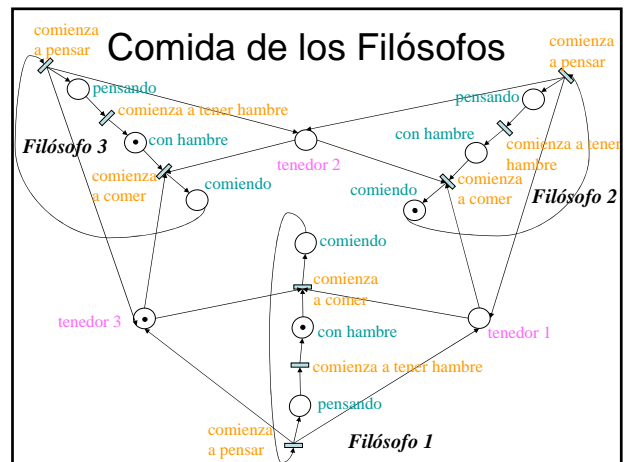 Comida de los Filósofos
comienza
a pensar
pensando
comienza a tener hambre
con hambre
Filósofo 3
comienza
a comer
comiendo
tenedor 2
comienza
a pensar
pensando
con hambre
comienza a tener
hambre
comienza
a comer
comiendo
Filósofo 2
comiendo
comienza
a comer
tenedor 3
con hambre
tenedor 1
comienza a tener hambre
pensando
comienza
a pensar
Filósofo 1